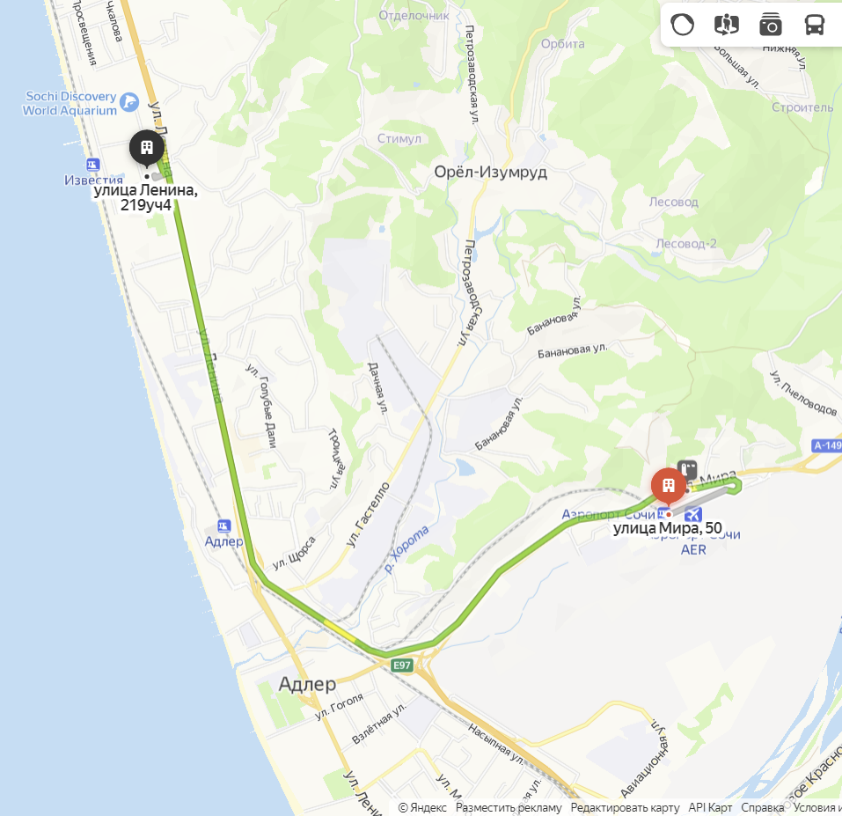 Просвещения
Чкалова
Отделочник
Петрозаводская ул.
Орбита
Большая ул.
Нижняя ул.
Sochi Discovery
World Aquarium
ул. Ленина
Строитель
Стимул
Известия
Орёл-Изумруд
улица Ленина,
219уч4
Лесовод
Лесовод-2
Петрозаводская ул.
Банановая ул.
Банановая ул.
ул. Ленина
ул. Голубые Дали
Дачная ул.
ул. Пчеловодов
Банановая ул.
Троицкая ул.
А-149
Мира
ул. Гастелло
Аэропорт Сочи
улица Мира, 50
Адлер
р. Хорота
AER
ул. Щорса
E97
Адлер
ул. Гоголя
Взлётная ул.
Насыпная ул.
Авиационная ул.
© Яндекс Разместить рекламу Редактировать карту API Карт Справка Условия и